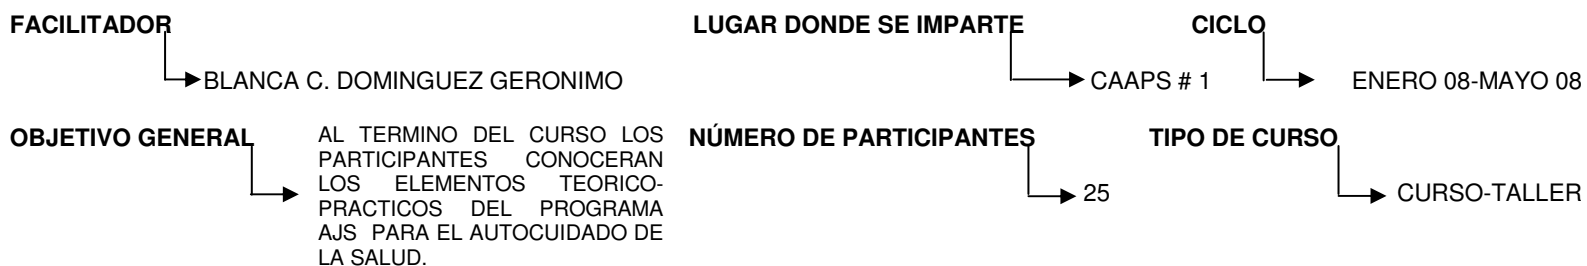 FACILITADOR
BLANCA C. DOMINGUEZ GERONIMO
LUGAR DONDE SE IMPARTE
CAAPS # 1
CICLO
ENERO 08-MAYO 08
OBJETIVO GENERAL
AL TERMINO DEL CURSO LOS
PARTICIPANTES CONOCERAN
LOS ELEMENTOS TEORICO-
PRACTICOS DEL PROGRAMA
AJS PARA EL AUTOCUIDADO DE
LA SALUD.
NÚMERO DE PARTICIPANTES
25
TIPO DE CURSO
CURSO-TALLER